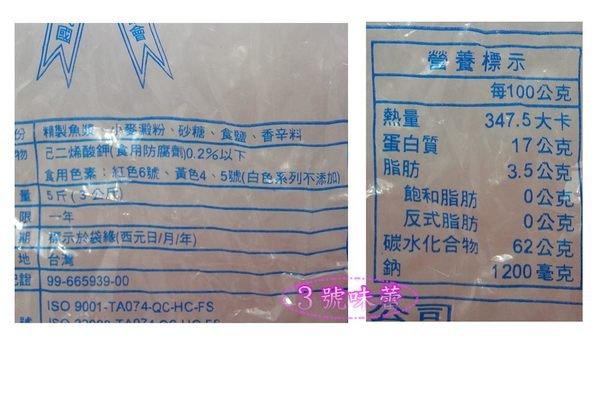 國
會
份 精製魚漿、小麥澱粉、砂糖、食鹽、香辛料
物 己二烯酸鉀(食用防腐劑)0.2%以下
食用色素：紅色6號、黃色4、5號(白色系列不添加)
量 5斤(3公斤)
限 一年
期 標示於袋緣(西元日/月/年)
地 台灣
記證 99-665939-00
ISO 9001-TA074-QC-HC-FS
號
3號味蕾
營養標示
每100公克
熱量 347.5大卡
蛋白質 17公克
脂肪 3.5公克
飽和脂肪 0公克
反式脂肪 0公克
碳水化合物 62公克
鈉 1200毫克
公司